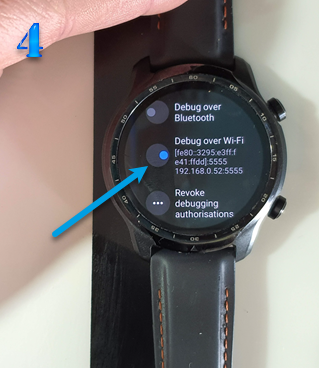 4
Debug over
Bluetooth
Debug over Wi-Fi
[fe80::3295:e3ff:f
e41:ffdd]:5555
192.168.0.52:5555
Revoke
debugging
authorisations